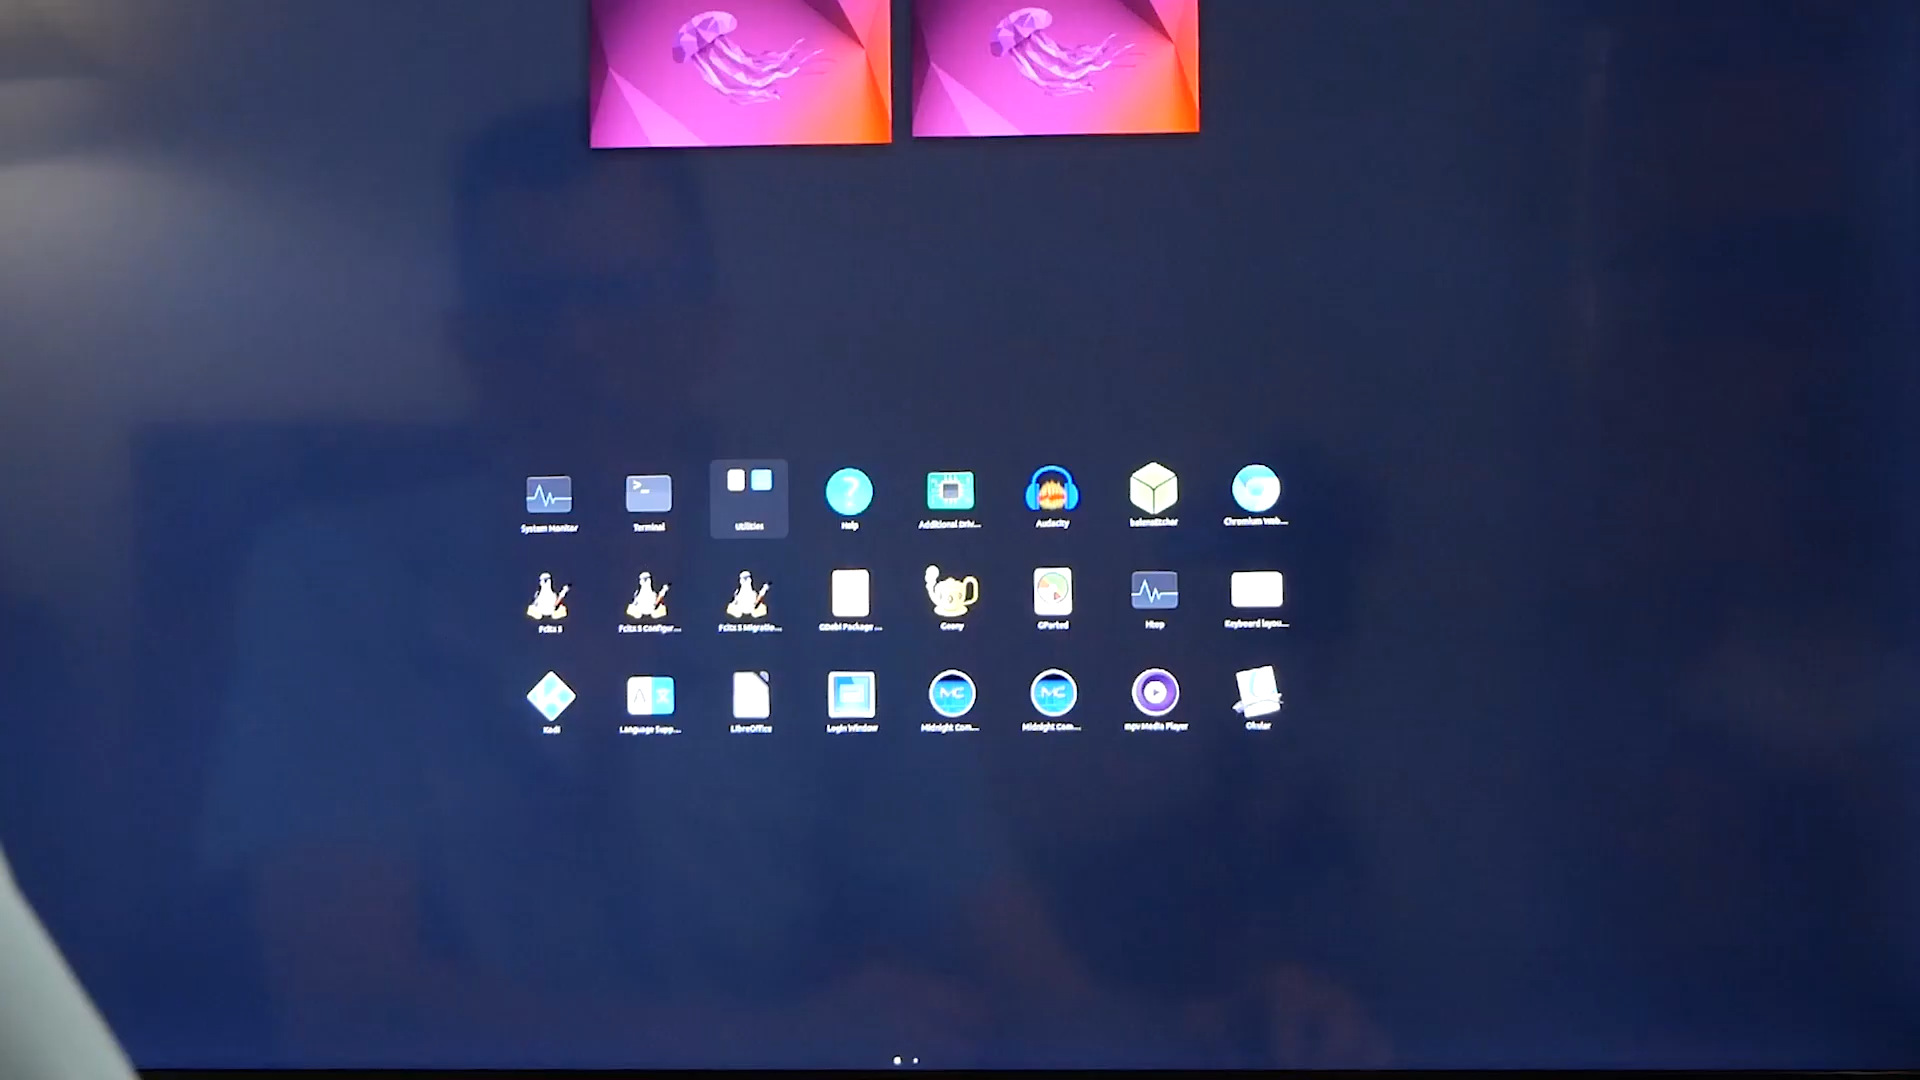 System Monitor
Terminal
Utilities
Help
Additional Driv...
Audacity
balenaEtcher
Chromium Web...
Fcitx 5
Fcitx 5 Configur...
Fcitx 5 Migratio...
GDebi Package ...
Geany
GParted
Htop
Keyboard layou...
Kodi
Language Supp...
LibreOffice
Login Window
Midnight Com...
Midnight Com...
mpv Media Player
Okular